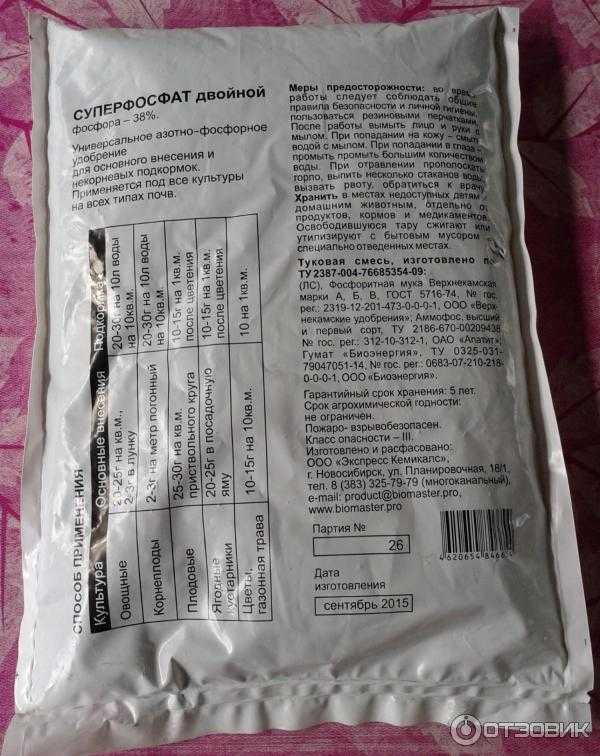 СУПЕРФОСФАТ ДВОЙНОЙ
фосфора – 38%.
Универсальное азотно-фосфорное
удобрение
для основного внесения и
некорневых подкормок.
Применяется под все культуры
на всех типах почв.
СПОСОБ ПРИМЕНЕНИЯ
Культура Основные внесения
Овощные 20-25г на кв.м., 2-3г в лунку 20-30г на 10л воды на 10кв.м
Корнеплоды 2-3г на метр погонный 20-30г на 10л воды на 10кв.м.
Плодовые 25-30г на кв.м. приствольного круга 10-15г на 1кв.м. после цветения
Ягодные кустарники 20-25г в посадочную яму 10-15г на 1кв.м. после цветения
Цветы, газонная трава 10-15г на 10кв.м. 10 на 1кв.м.
Меры предосторожности: во
работы следует соблюдать общие
правила безопасности и личной гигиены,
пользоваться резиновыми перчатками.
После работы вымыть лицо и руки с
мылом. При попадании на кожу – смыть
водой с мылом. При попадании в глаза –
промыть промыть большим количеством
воды. При отравлении прополоскать
горло, выпить несколько стаканов воды,
вызвать рвоту, обратиться к врачу.
Хранить в местах недоступных детям и
домашним животным, отдельно от
продуктов, кормов и медикаментов.
Освободившуюся тару сжигают или
утилизируют с бытовым мусором в
специально отведенных местах.
Туковая смесь, изготовлено по
ТУ 2387-004-76685354-09:
(ЛС). Фосфоритная мука Верхнекамская
марки А, Б, В, ГОСТ 5716-74, № гос.
рег.: 2319-12-201-473-0-0-0-1, ООО «Верх-
некамские удобрения»; Аммофос, высший
и первый сорт, ТУ 2186-670-00209438
№ гос. рег.: 312-10-312-1, ОАО «Апатит»;
Гумат «Биоэнергия», ТУ 0325-031-
79047051-14, № гос. рег.: 0683-07-210-218-
0-0-0-1, ООО «Биоэнергия».
Гарантийный срок хранения: 5 лет.
Срок агрохимической годности:
не ограничен.
Пожаро- взрывобезопасен.
Класс опасности – III.
Изготовлено и расфасовано:
ООО «Экспресс Кемикалс»,
г. Новосибирск, ул. Планировочная, 18/1,
тел. 8 (383) 325-79-79 (многоканальный),
e-mail: product@biomaster.pro,
www.biomaster.pro
Партия №
26
Дата
изготовления
сентябрь 2015
ОТЗОВИК